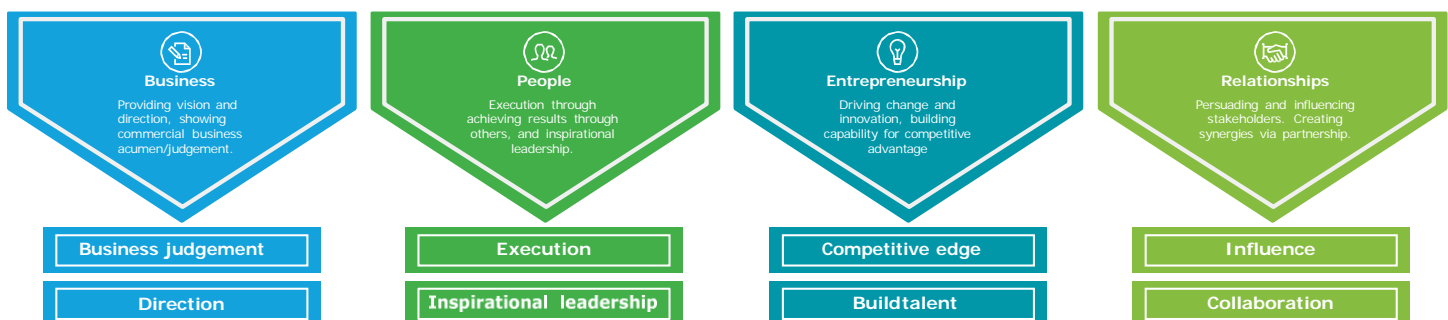 Business
Providing vision and
direction, showing
commercial business
acumen/judgement.
Business judgement
Direction
People
Execution through
achieving results through
others, and inspirational
leadership.
Execution
Inspirational leadership
Entrepreneurship
Driving change and
innovation, building
capability for competitive
advantage
Competitive edge
Buildtalent
Relationships
Persuading and influencing
stakeholders. Creating
synergies via partnership.
Influence
Collaboration